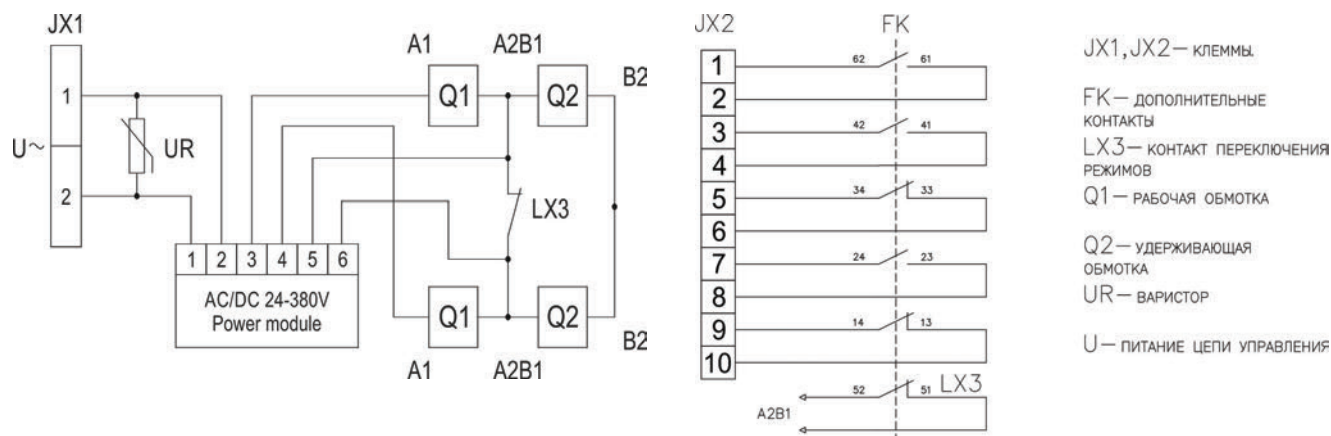 JX1
1
2
U~
UR
A1
A2B1
B2
Q1
Q2
LX3
1 2 3 4 5 6
AC/DC 24-380V
Power module
Q1
Q2
A1
A2B1
B2
JX2
FK
1
62 61
2
3
42 41
4
5
34 33
6
7
24 23
8
9
14 13
10
52 51 LX3
A2B1
JX1,JX2— клеммы.
FK— дополнительные
контакты
LX3— контакт переключения
режимов
Q1— рабочая обмотка
Q2— удерживающая
обмотка
UR— варистор
U— питание цепи управления